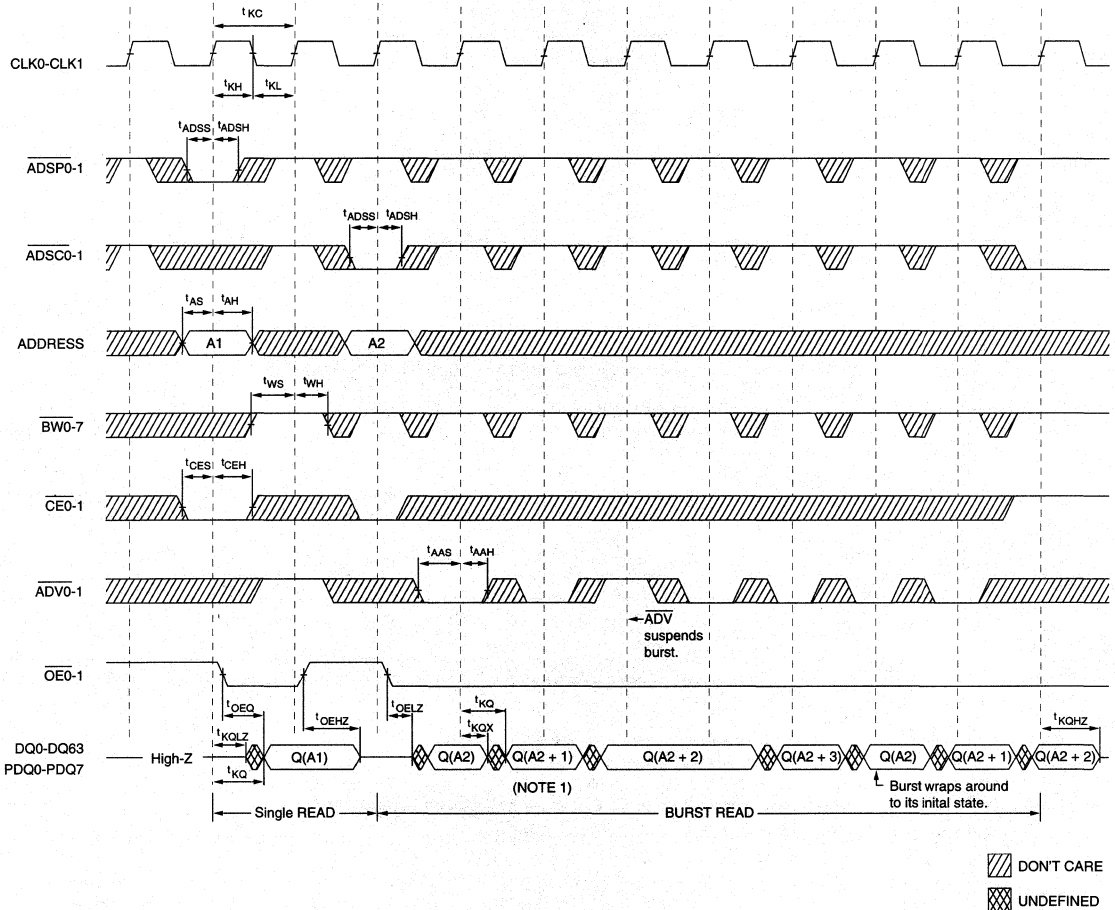 tKC
CLK0-CLK1
tKH tKL
tADSS tADSH
ADSP0-1
tADSS tADSH
ADSC0-1
tAS tAH
ADDRESS A1 A2
tWS tWH
BW0-7
tCES tCEH
CE0-1
tAAS tAAH
ADV0-1
ADV
suspends
burst.
OE0-1
tOEQ tOEHZ tOELZ tKQ
tKQLZ tKQX tKQHZ
DQ0-DQ63
PDQ0-PDQ7
High-Z Q(A1) Q(A2) Q(A2 + 1) Q(A2 + 2) Q(A2 + 3) Q(A2) Q(A2 + 1) Q(A2 + 2)
tKQ
(NOTE 1)
Burst wraps around
to its inital state.
Single READ BURST READ
DON'T CARE
UNDEFINED